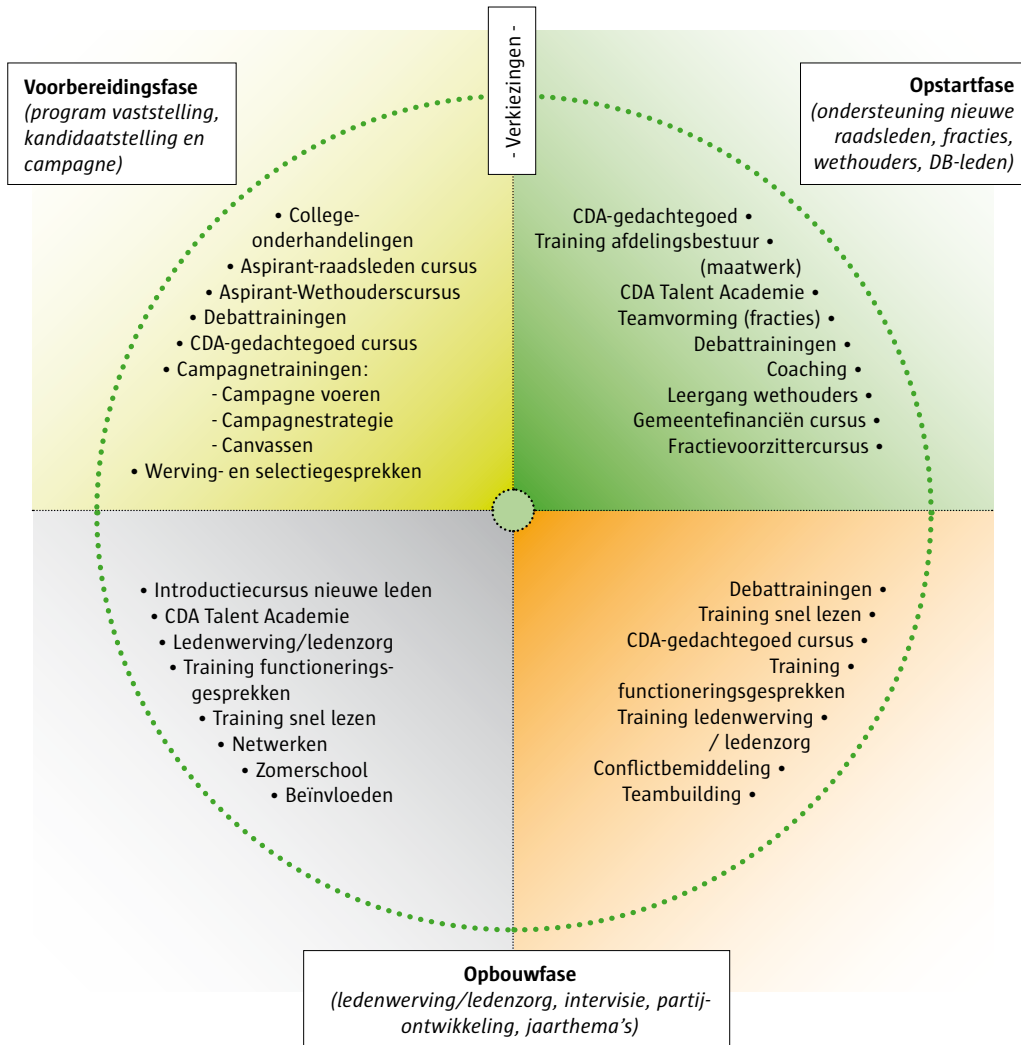 - Verkiezingen -
Voorbereidingsfase
(program vaststelling,
kandidaatstelling en
campagne)
Opstartfase
(ondersteuning nieuwe
raadsleden, fracties,
wethouders, DB-leden)
• College-
onderhandelingen
• Aspirant-raadsleden cursus
• Aspirant-Wethouderscursus
• Debattrainingen
• CDA-gedachtegoed cursus
• Campagnetrainingen:
- Campagne voeren
- Campagnestrategie
- Canvassen
• Werving- en selectiegesprekken
CDA-gedachtegoed •
Training afdelingsbestuur •
(maatwerk)
CDA Talent Academie •
Teamvorming (fracties) •
Debattrainingen •
Coaching •
Leergang wethouders •
Gemeentefinanciën cursus •
Fractievoorzittercursus •
• Introductiecursus nieuwe leden
• CDA Talent Academie
• Ledenwerving/ledenzorg
• Training functionerings-
gesprekken
• Training snel lezen
• Netwerken
• Zomerschool
• Beïnvloeden
Debattrainingen •
Training snel lezen •
CDA-gedachtegoed cursus •
Training •
functioneringsgesprekken
Training ledenwerving •
/ ledenzorg
Conflictbemiddeling •
Teambuilding •
Opbouwfase
(ledenwerving/ledenzorg, intervisie, partij-
ontwikkeling, jaarthema's)